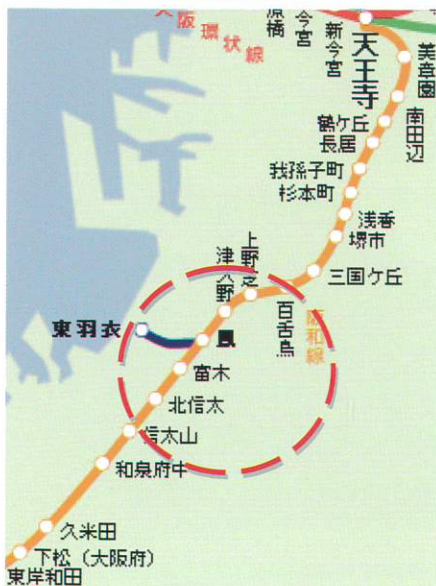 大阪環状線
原橋
今宮
新今宮
天王寺
美章園
南田辺
鶴ケ丘
長居
我孫子町
杉本町
浅香
堺市
三国ケ丘
百舌鳥
阪和線
上野芝
津久野
鳳
東羽衣
富木
北信太
信太山
和泉府中
久米田
下松（大阪府）
東岸和田